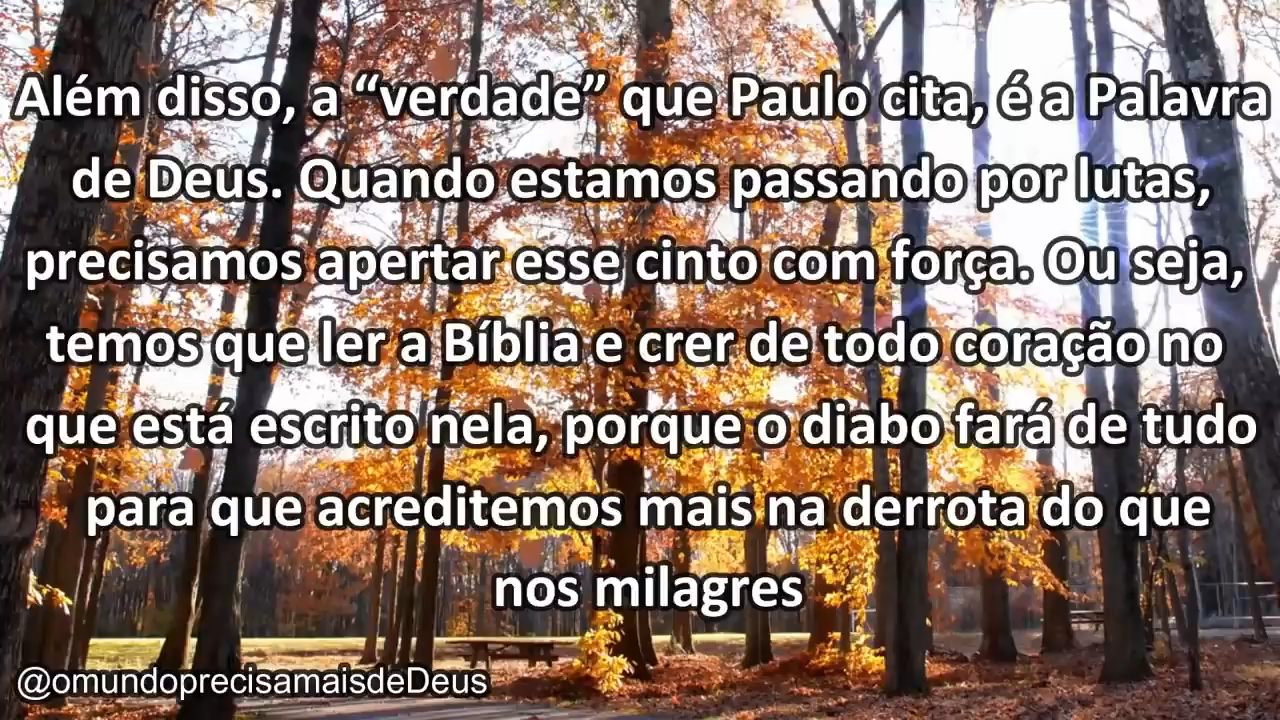 Além disso, a “verdade” que Paulo cita, é a Palavra
de Deus. Quando estamos passando por lutas,
precisamos apertar esse cinto com força. Ou seja,
temos que ler a Bíblia e crer de todo coração no
que está escrito nela, porque o diabo fará de tudo
para que acreditemos mais na derrota do que
nos milagres
@omundoprecisamaisdeDeus